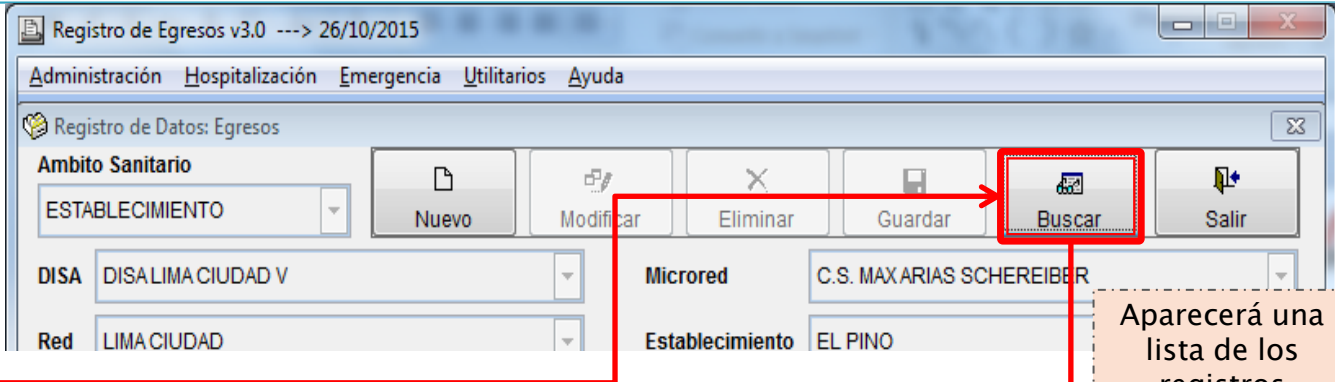 Registro de Egresos v3.0 ---> 26/10/2015
Administración Hospitalización Emergencia Utilitarios Ayuda
Registro de Datos: Egresos
Ambito Sanitario
ESTABLECIMIENTO
Nuevo Modificar Eliminar Guardar Buscar Salir
DISA DISA LIMA CIUDAD V Microred C.S. MAX ARIAS SCHEREIBER
Red LIMA CIUDAD Establecimiento EL PINO
Aparecerá una
lista de los
registros